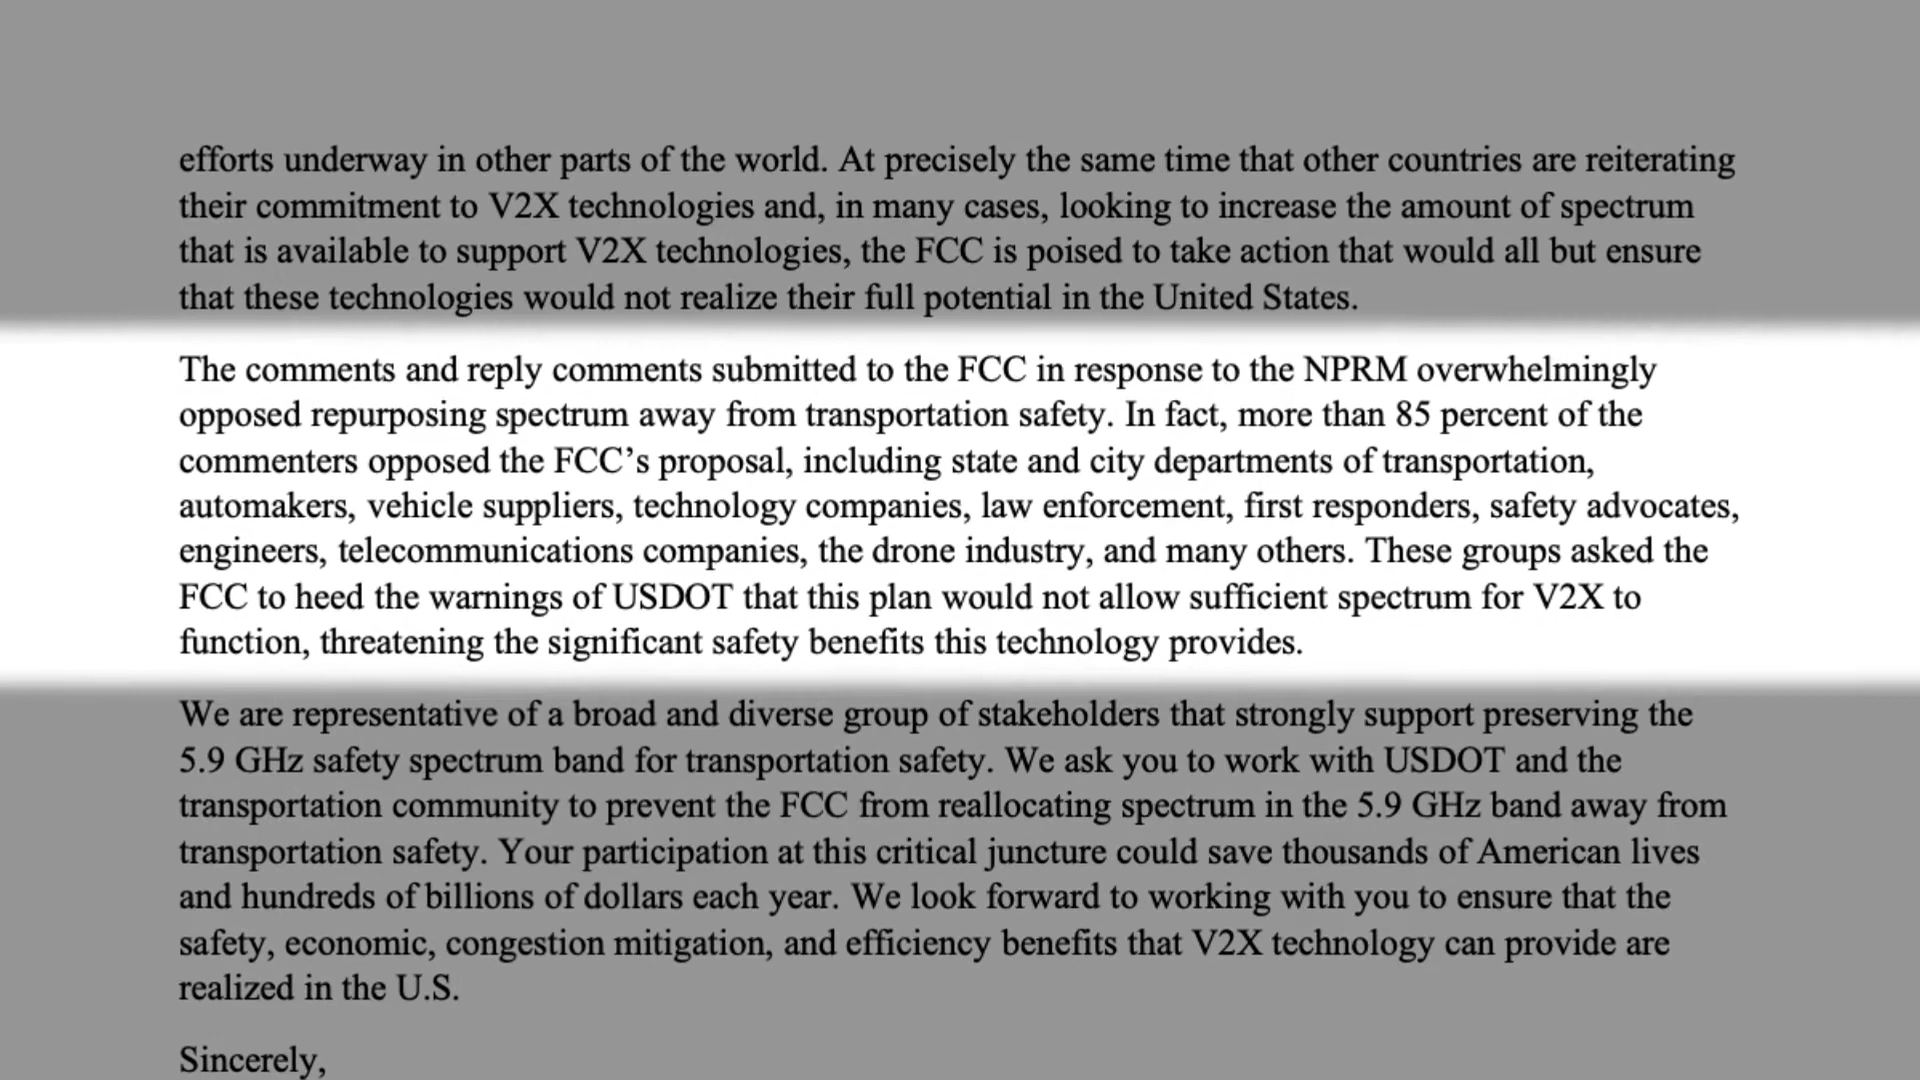 efforts underway in other parts of the world. At precisely the same time that other countries are reiterating
their commitment to V2X technologies and, in many cases, looking to increase the amount of spectrum
that is available to support V2X technologies, the FCC is poised to take action that would all but ensure
that these technologies would not realize their full potential in the United States.
The comments and reply comments submitted to the FCC in response to the NPRM overwhelmingly
opposed repurposing spectrum away from transportation safety. In fact, more than 85 percent of the
commenters opposed the FCC’s proposal, including state and city departments of transportation,
automakers, vehicle suppliers, technology companies, law enforcement, first responders, safety advocates,
engineers, telecommunications companies, the drone industry, and many others. These groups asked the
FCC to heed the warnings of USDOT that this plan would not allow sufficient spectrum for V2X to
function, threatening the significant safety benefits this technology provides.
We are representative of a broad and diverse group of stakeholders that strongly support preserving the
5.9 GHz safety spectrum band for transportation safety. We ask you to work with USDOT and the
transportation community to prevent the FCC from reallocating spectrum in the 5.9 GHz band away from
transportation safety. Your participation at this critical juncture could save thousands of American lives
and hundreds of billions of dollars each year. We look forward to working with you to ensure that the
safety, economic, congestion mitigation, and efficiency benefits that V2X technology can provide are
realized in the U.S.
Sincerely,